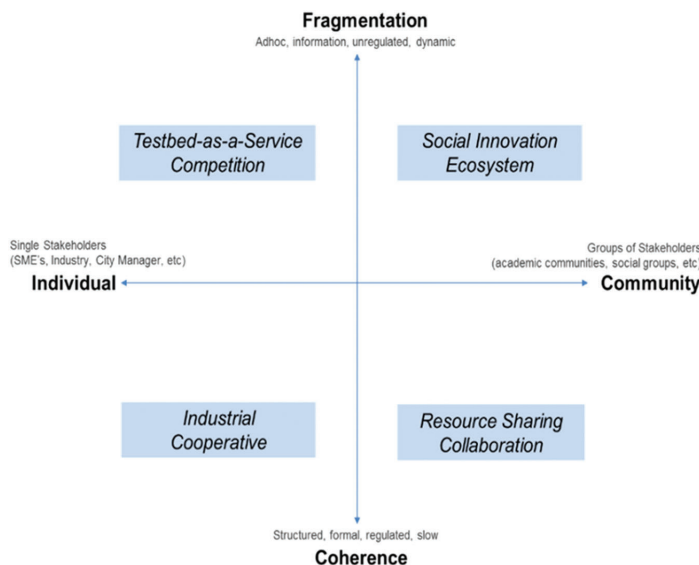 Fragmentation
Adhoc, information, unregulated, dynamic
Testbed-as-a-Service
Competition
Social Innovation
Ecosystem
Single Stakeholders
(SME's, Industry, City Manager, etc)
Individual
Groups of Stakeholders
(academic communities, social groups, etc)
Community
Industrial
Cooperative
Resource Sharing
Collaboration
Structured, formal, regulated, slow
Coherence